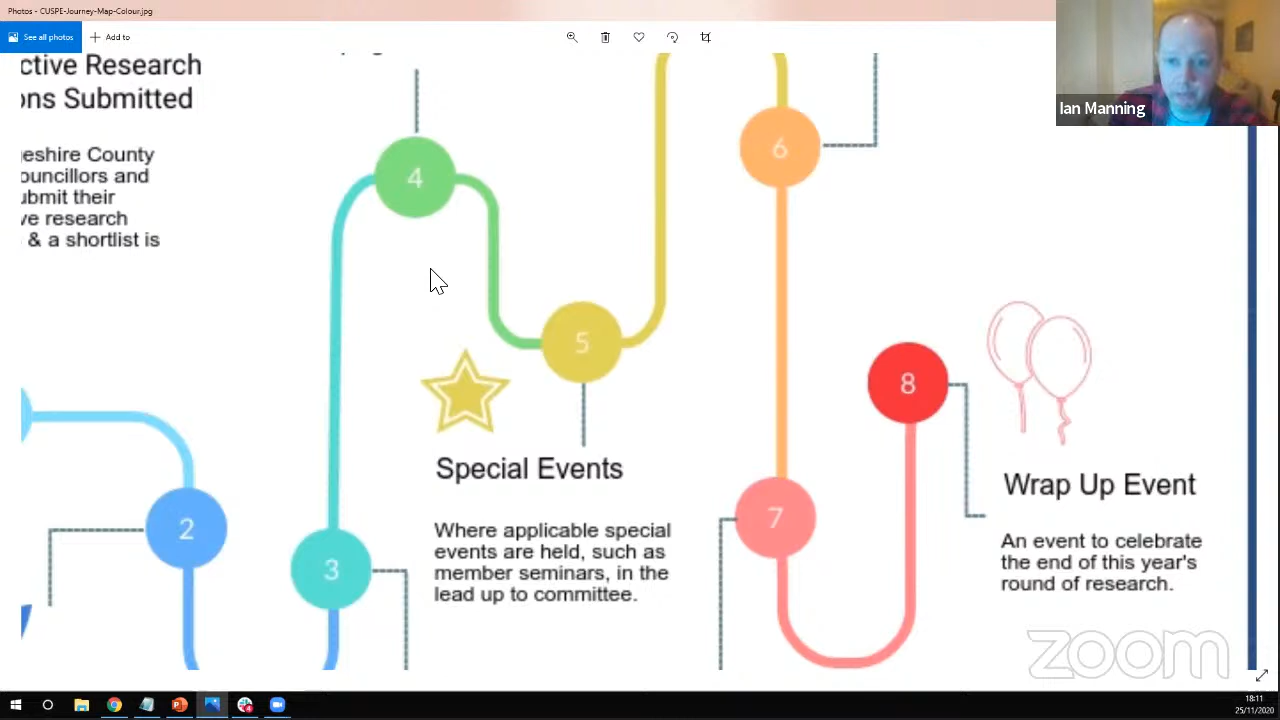 Photos - CUSPE-Journey-Map-Colour.jpg
See all photos
Add to
Ian Manning
ctive Research
ons Submitted
eshire County
ouncillors and
ubmit their
ve research
& a shortlist is
4
6
5
8
Special Events
Where applicable special
events are held, such as
member seminars, in the
lead up to committee.
2
3
7
Wrap Up Event
An event to celebrate
the end of this year's
round of research.
zoom
18:11
25/11/2020